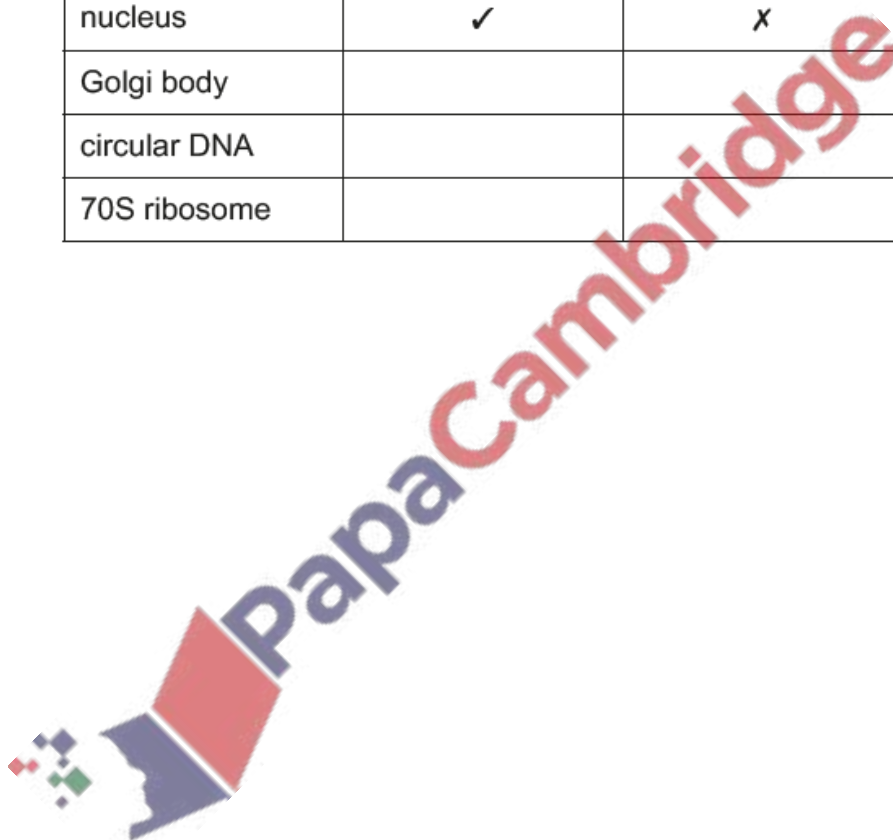 nucleus ✓ ✗
Golgi body
circular DNA
70S ribosome
PapaCambridge